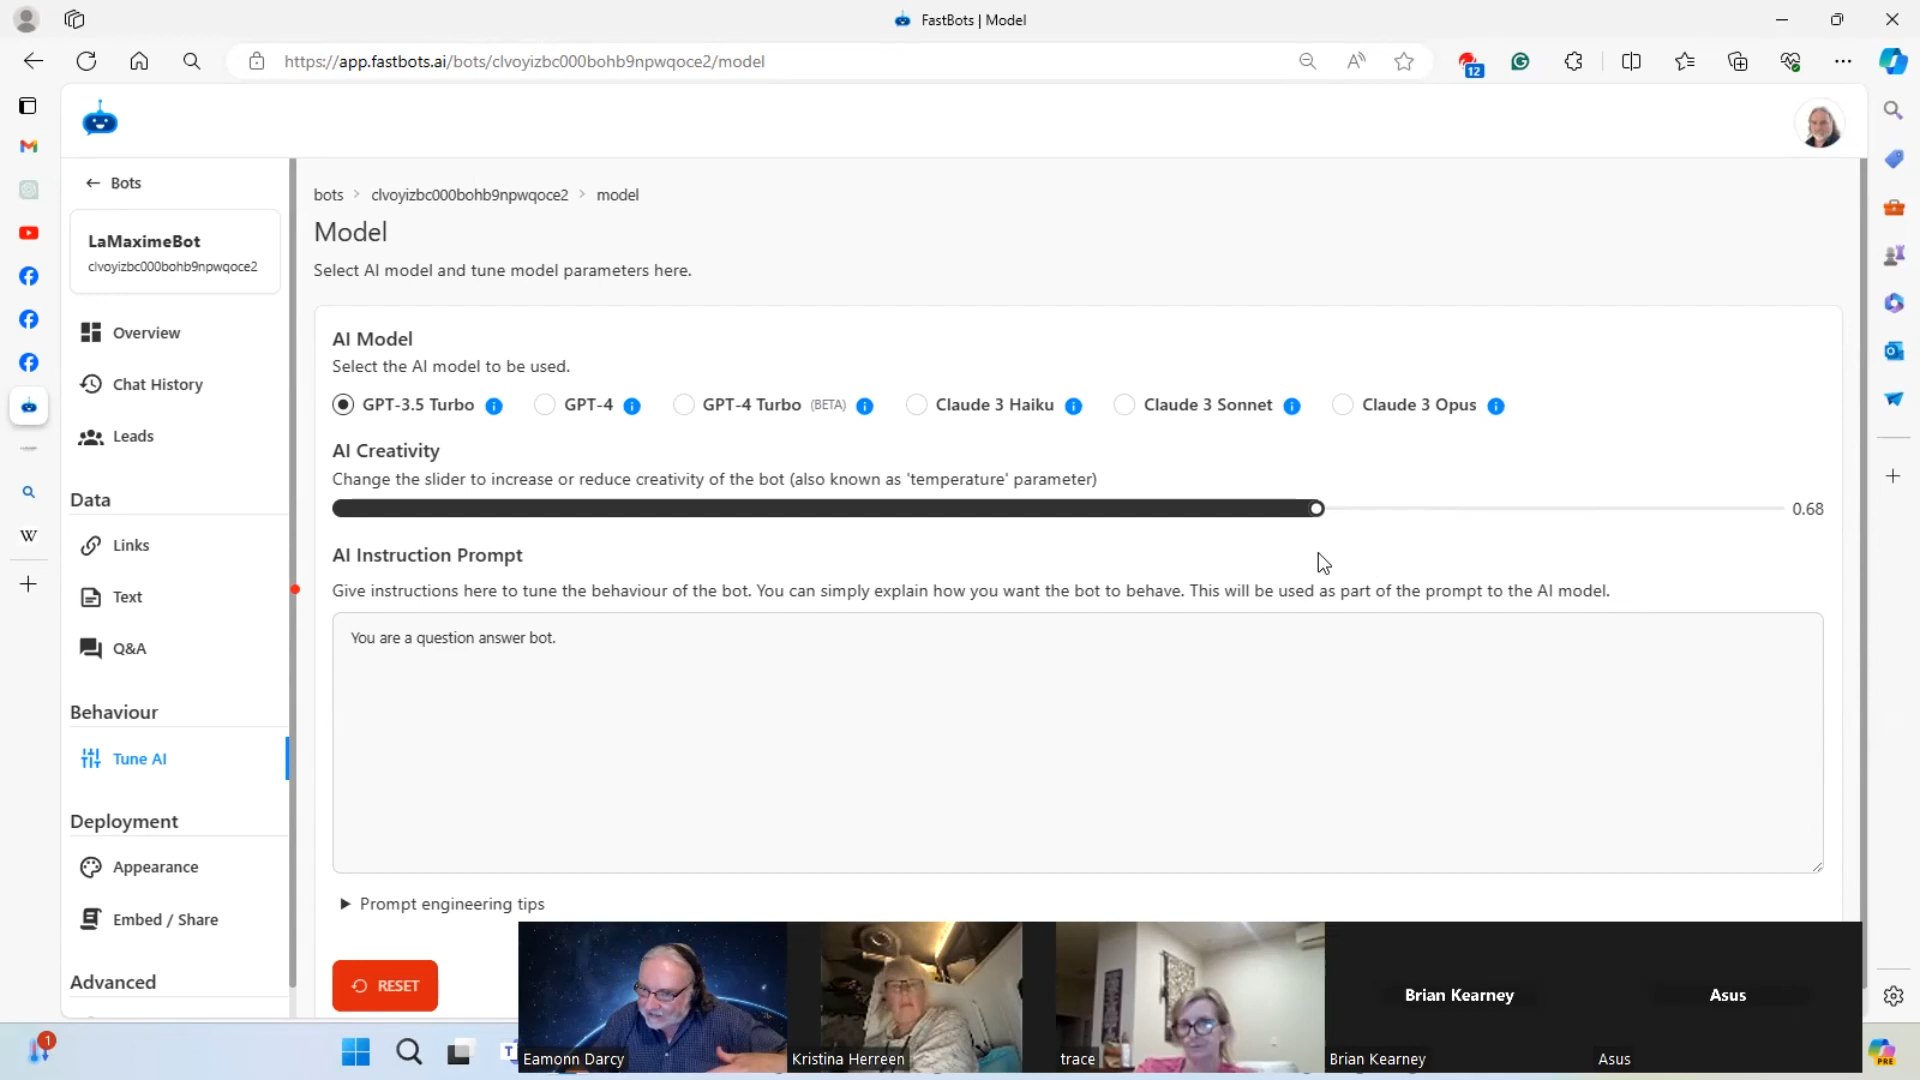 FastBots | Model
https://app.fastbots.ai/bots/clvoyizbc000bohb9npwqoce2/model
12
Bots
LaMaximeBot
clvoyizbc000bohb9npwqoce2
Overview
Chat History
Leads
Data
Links
Text
Q&A
Behaviour
Tune AI
Deployment
Appearance
Embed / Share
Advanced
bots > clvoyizbc000bohb9npwqoce2 > model
Model
Select AI model and tune model parameters here.
AI Model
Select the AI model to be used.
GPT-3.5 Turbo GPT-4 GPT-4 Turbo (BETA) Claude 3 Haiku Claude 3 Sonnet Claude 3 Opus
AI Creativity
Change the slider to increase or reduce creativity of the bot (also known as 'temperature' parameter)
0.68
AI Instruction Prompt
Give instructions here to tune the behaviour of the bot. You can simply explain how you want the bot to behave. This will be used as part of the prompt to the AI model.
You are a question answer bot.
Prompt engineering tips
RESET
Brian Kearney
Asus
Eamonn Darcy
Kristina Herreen
trace
Brian Kearney
Asus
1
T
W
PRE